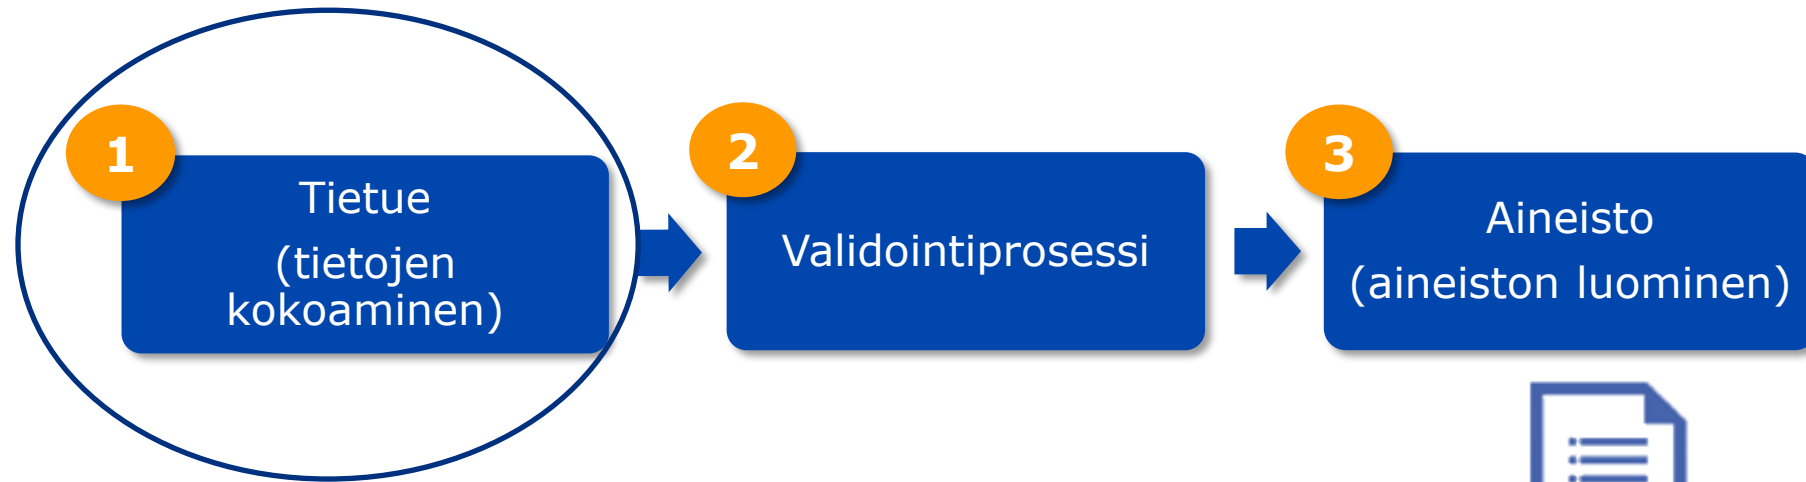 1
Tietue
(tietojen
kokoaminen)
2
Validointiprosessi
3
Aineisto
(aineiston luominen)